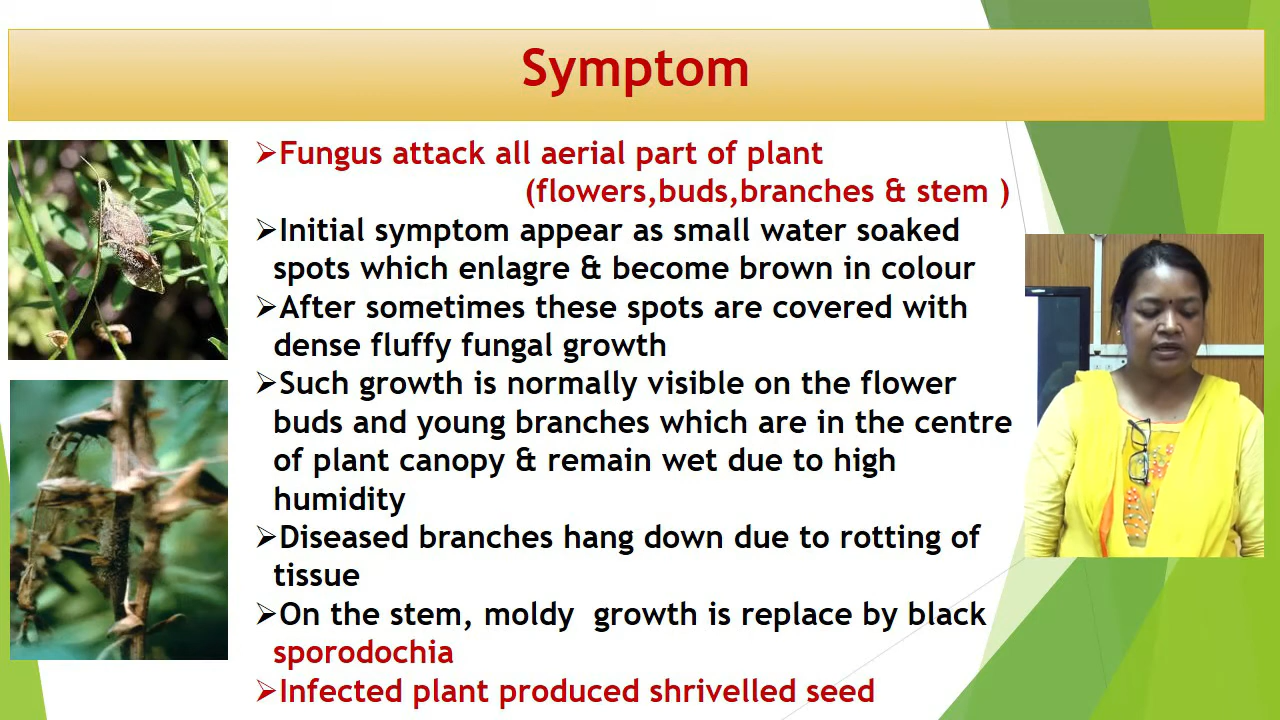 Symptom
➢Fungus attack all aerial part of plant
(flowers,buds,branches & stem )
➢Initial symptom appear as small water soaked
spots which enlagre & become brown in colour
➢After sometimes these spots are covered with
dense fluffy fungal growth
➢Such growth is normally visible on the flower
buds and young branches which are in the centre
of plant canopy & remain wet due to high
humidity
➢Diseased branches hang down due to rotting of
tissue
➢On the stem, moldy  growth is replace by black
sporodochia
➢Infected plant produced shrivelled seed